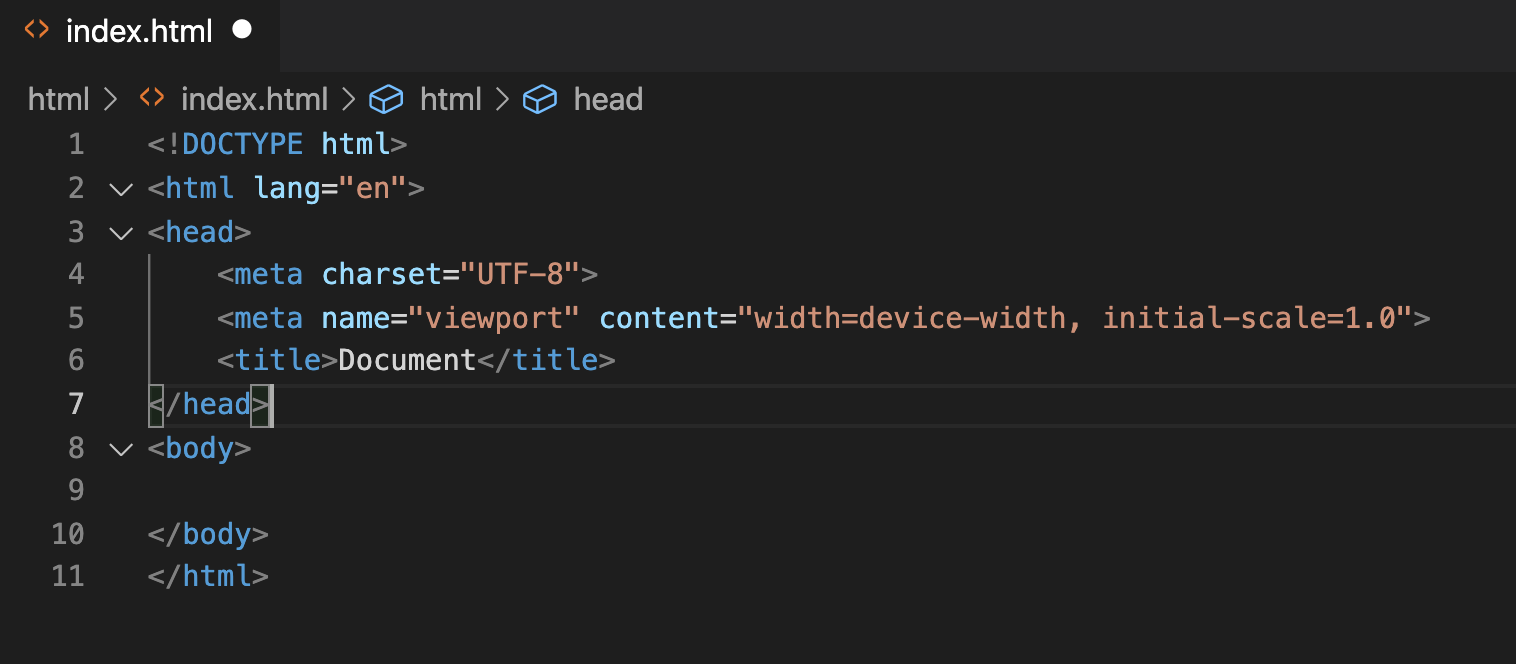 index.html
html > index.html > html > head
1 <!DOCTYPE html>
2 <html lang="en">
3 <head>
4     <meta charset="UTF-8">
5     <meta name="viewport" content="width=device-width, initial-scale=1.0">
6     <title>Document</title>
7 </head>
8 <body>
9
10 </body>
11 </html>